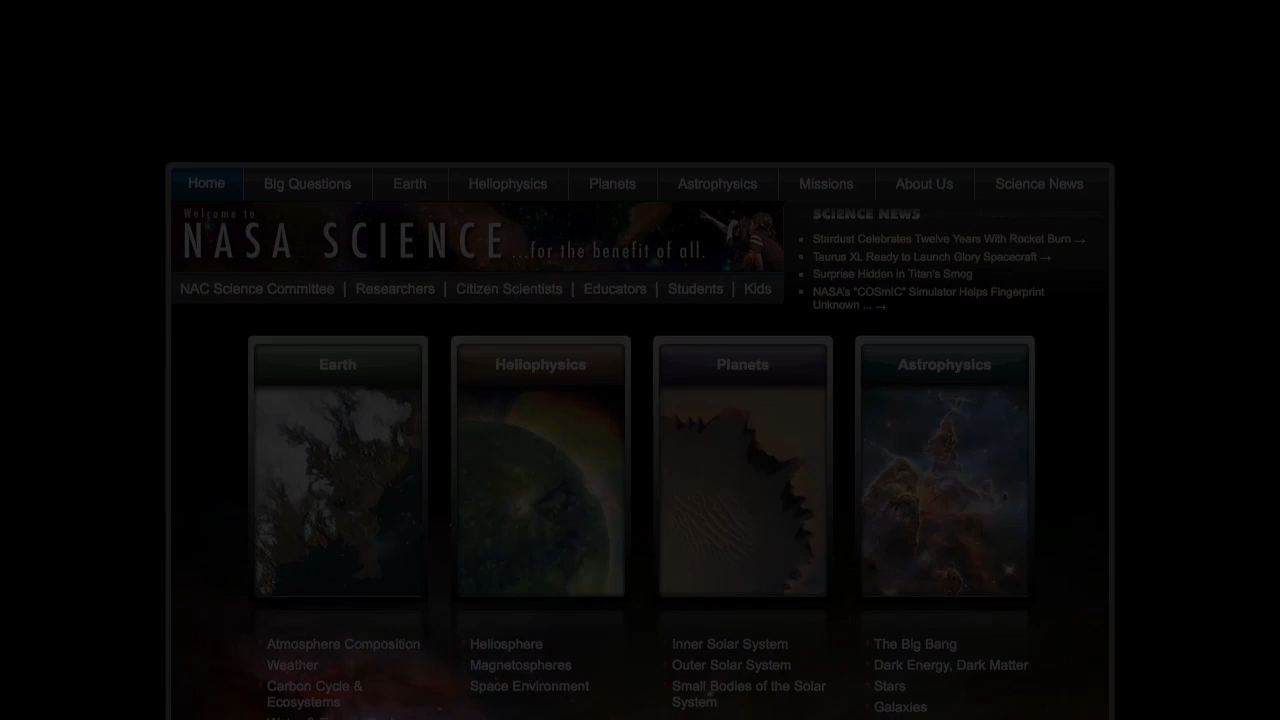 Home Big Questions Earth Heliophysics Planets Astrophysics Missions About Us Science News
Welcome to
NASA SCIENCE ...for the benefit of all.
NAC Science Committee | Researchers | Citizen Scientists | Educators | Students | Kids
SCIENCE NEWS
Stardust Celebrates Twelve Years With Rocket Burn →
Taurus XL Ready to Launch Glory Spacecraft →
Surprise Hidden in Titan's Smog
NASA's "COSmIC" Simulator Helps Fingerprint
Unknown ... →
Earth
Heliophysics
Planets
Astrophysics
Atmosphere Composition
Weather
Carbon Cycle &
Ecosystems
Heliosphere
Magnetospheres
Space Environment
Inner Solar System
Outer Solar System
Small Bodies of the Solar
System
The Big Bang
Dark Energy, Dark Matter
Stars
Galaxies